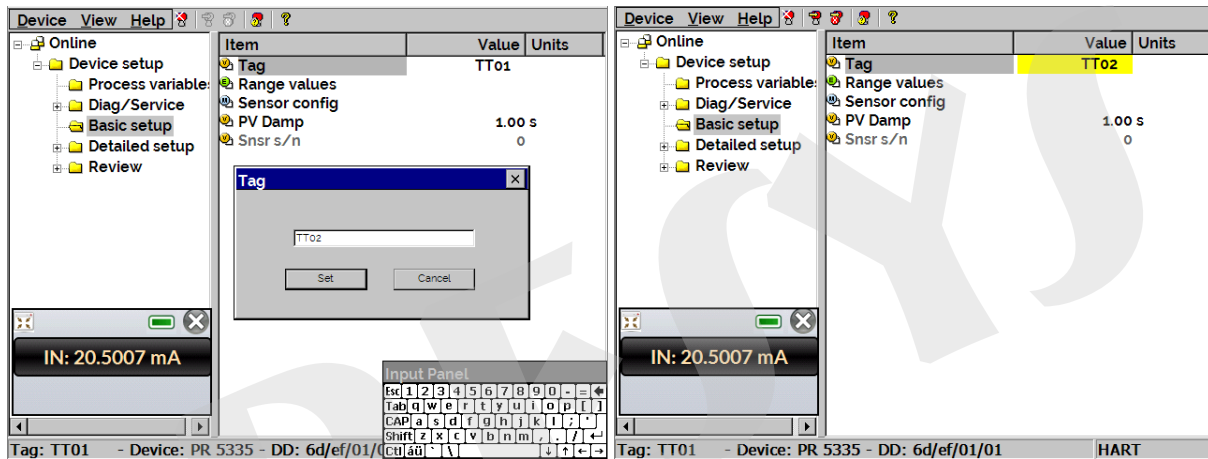 Device View Help
Online
Device setup
Process variable
Diag/Service
Basic setup
Detailed setup
Review
Item Value Units
Tag TT01
Range values
Sensor config
PV Damp 1.00 s
Snsr s/n 0
Tag
TT02
Set Cancel
IN: 20.5007 mA
Input Panel
Esc 1 2 3 4 5 6 7 8 9 0 - =
Tab q w e r t y u i o p [ ]
CAP a s d f g h j k l ; '
Shift z x c v b n m , . /
Ctl áü ` \
Tag: TT01 - Device: PR 5335 - DD: 6d/ef/01/0
Device View Help
Online
Device setup
Process variable
Diag/Service
Basic setup
Detailed setup
Review
Item Value Units
Tag TT02
Range values
Sensor config
PV Damp 1.00 s
Snsr s/n 0
IN: 20.5007 mA
Tag: TT01 - Device: PR 5335 - DD: 6d/ef/01/01 HART
PRESYS